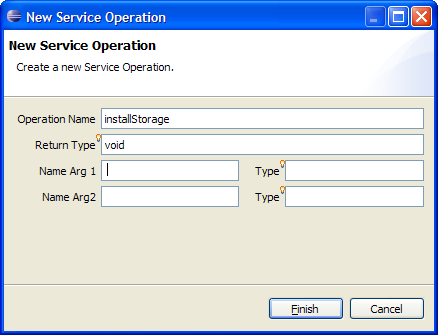 New Service Operation
New Service Operation
Create a new Service Operation.
Operation Name installStorage
Return Type void
Name Arg 1 Type
Name Arg2 Type
Finish Cancel